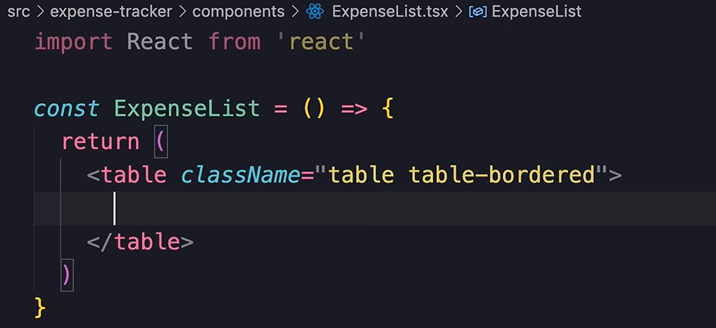 src > expense-tracker > components > ExpenseList.tsx > ExpenseList
import React from 'react'
const ExpenseList = () => {
return (
<table className="table table-bordered">
</table>
)
}